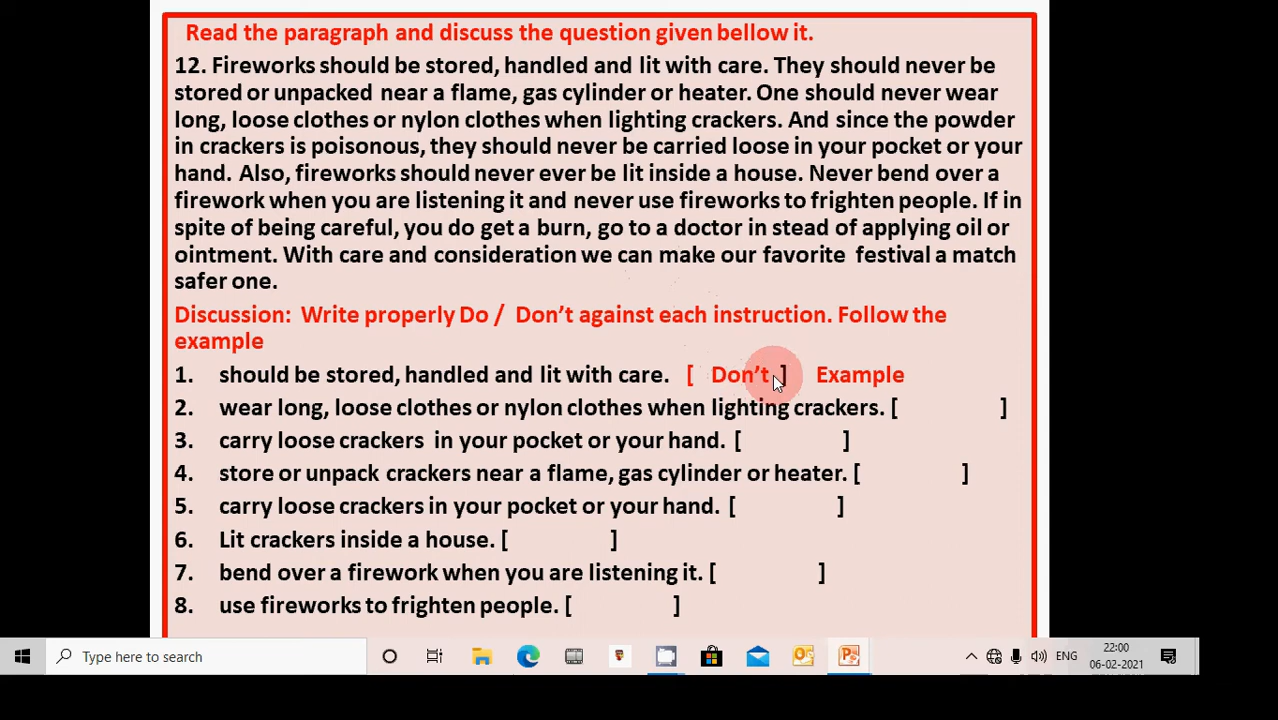 Read the paragraph and discuss the question given bellow it.
12. Fireworks should be stored, handled and lit with care. They should never be
stored or unpacked near a flame, gas cylinder or heater. One should never wear
long, loose clothes or nylon clothes when lighting crackers. And since the powder
in crackers is poisonous, they should never be carried loose in your pocket or your
hand. Also, fireworks should never ever be lit inside a house. Never bend over a
firework when you are listening it and never use fireworks to frighten people. If in
spite of being careful, you do get a burn, go to a doctor in stead of applying oil or
ointment. With care and consideration we can make our favorite festival a match
safer one.
Discussion: Write properly Do / Don’t against each instruction. Follow the
example
1. should be stored, handled and lit with care. [ Don’t ] Example
2. wear long, loose clothes or nylon clothes when lighting crackers. [ ]
3. carry loose crackers in your pocket or your hand. [ ]
4. store or unpack crackers near a flame, gas cylinder or heater. [ ]
5. carry loose crackers in your pocket or your hand. [ ]
6. Lit crackers inside a house. [ ]
7. bend over a firework when you are listening it. [ ]
8. use fireworks to frighten people. [ ]
Type here to search
ENG
22:00
06-02-2021